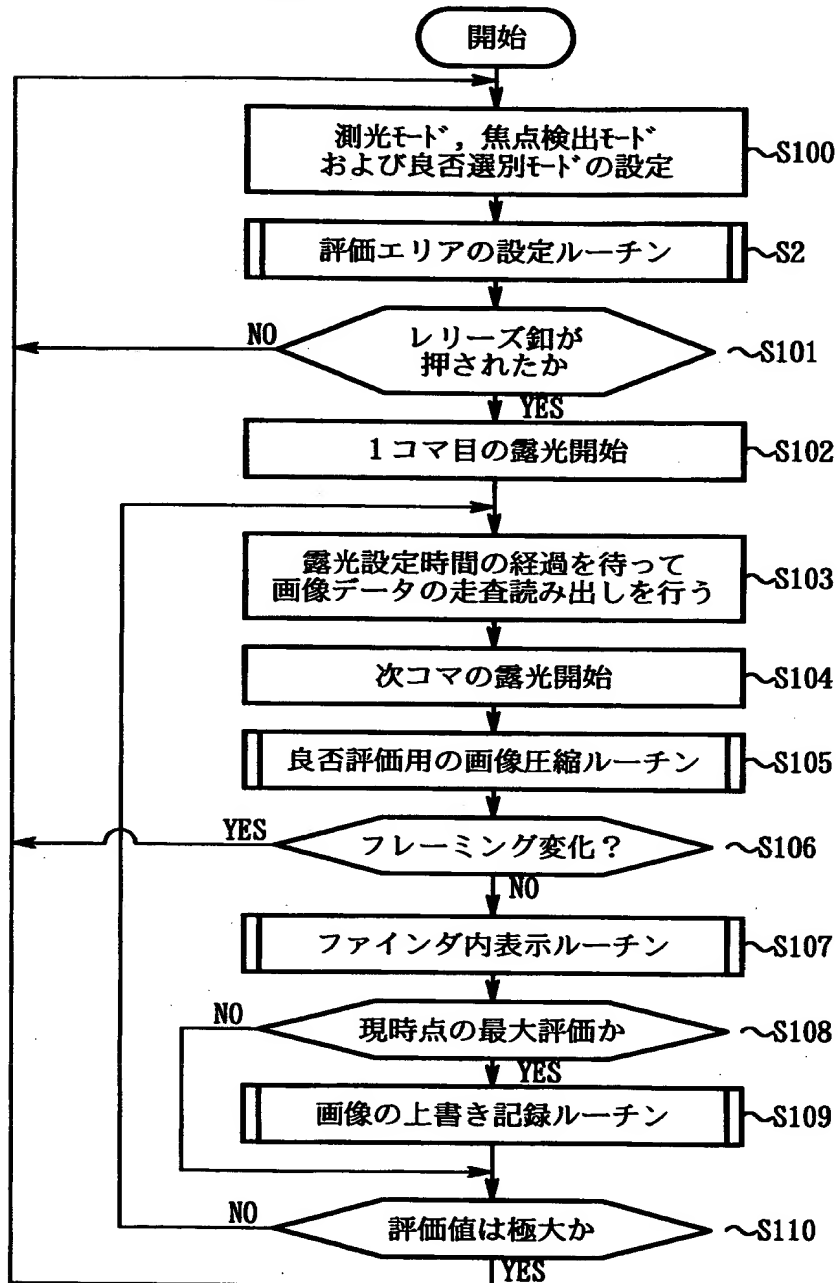 開始
測光モード,焦点検出モード
および良否選別モードの設定
~S100
評価エリアの設定ルーチン
~S2
NO
レリーズ釦が
押されたか
~S101
YES
1コマ目の露光開始
~S102
露光設定時間の経過を待って
画像データの走査読み出しを行う
~S103
次コマの露光開始
~S104
良否評価用の画像圧縮ルーチン
~S105
YES
フレーミング変化?
~S106
NO
ファインダ内表示ルーチン
~S107
NO
現時点の最大評価か
~S108
YES
画像の上書き記録ルーチン
~S109
NO
評価値は極大か
~S110
YES